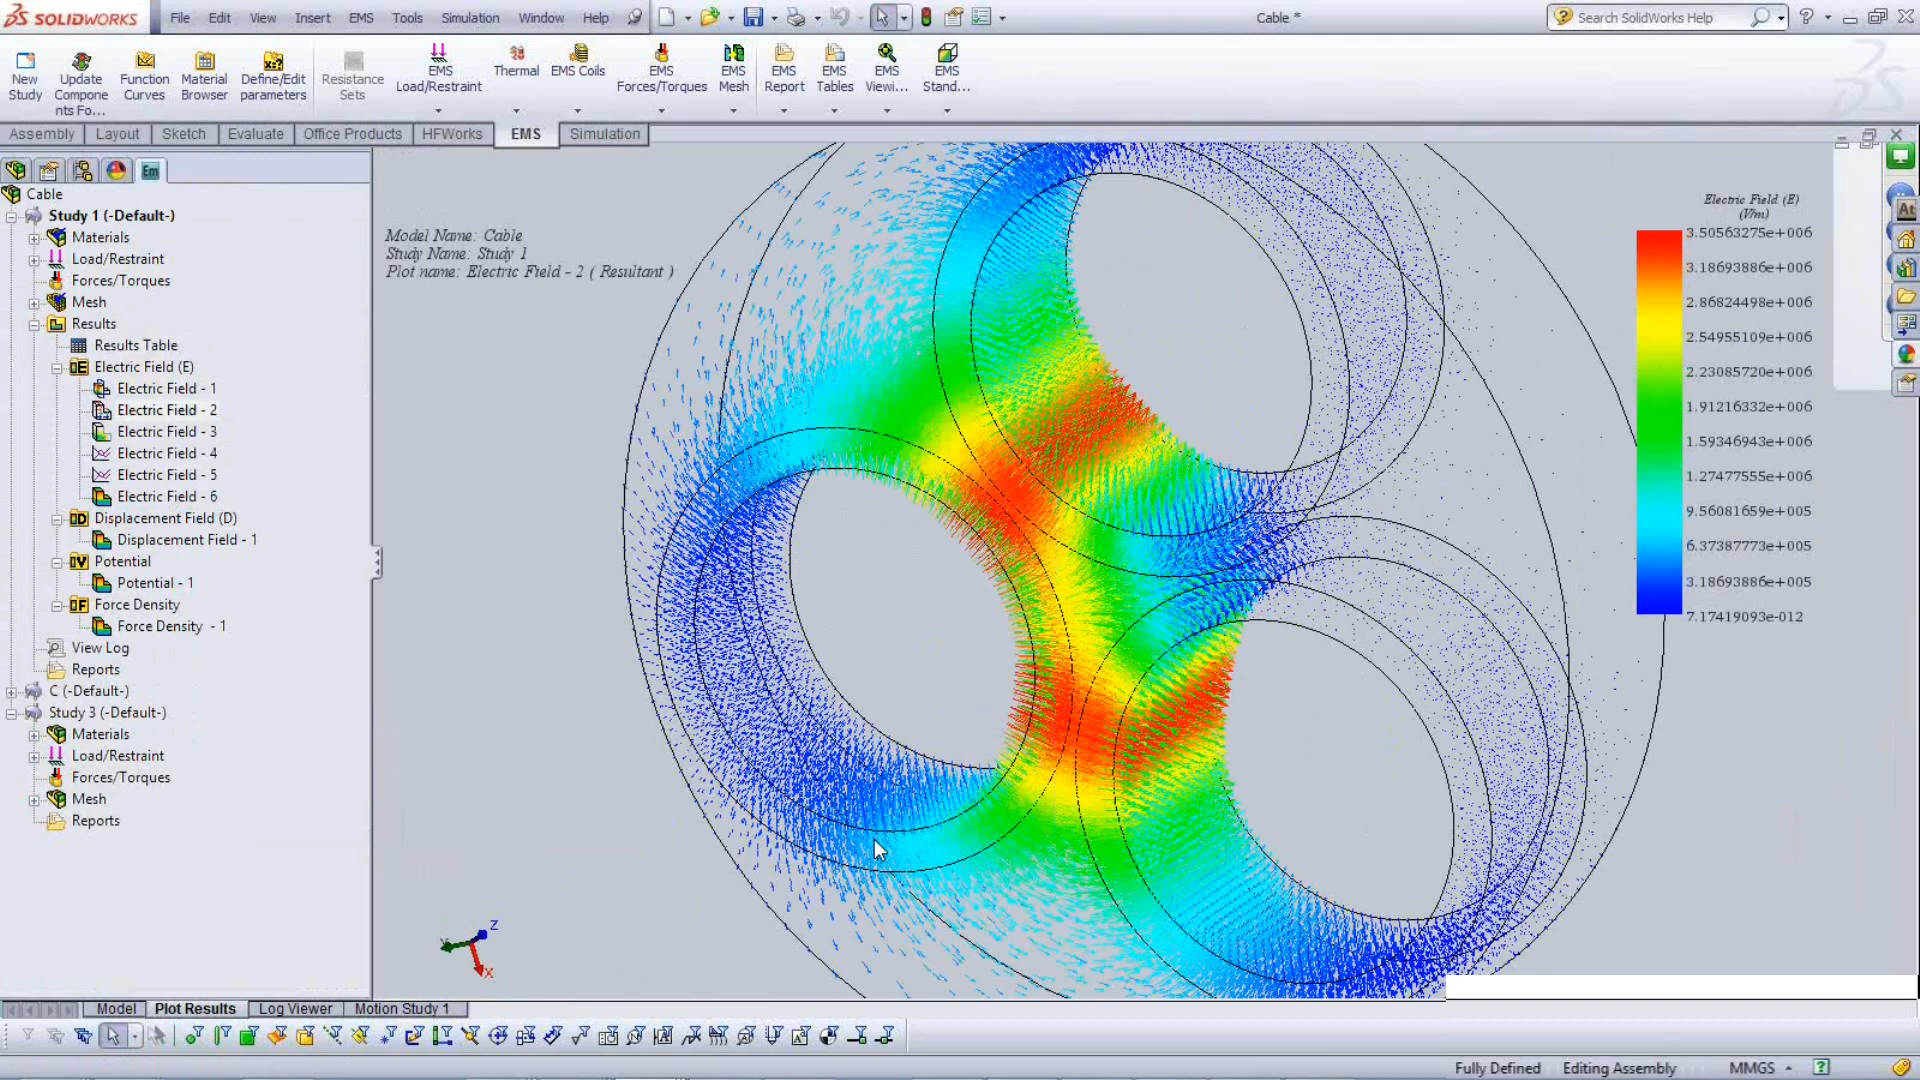 SOLIDWORKS
File Edit View Insert EMS Tools Simulation Window Help
Cable *
Search SolidWorks Help
New Study
Update Compone nts Fo...
Function Curves
Material Browser
Define/Edit parameters
Resistance Sets
EMS Load/Restraint
Thermal
EMS Coils
EMS Forces/Torques
EMS Mesh
EMS Report
EMS Tables
EMS Viewi...
EMS Stand...
Assembly Layout Sketch Evaluate Office Products HFWorks EMS Simulation
Cable
Study 1 (-Default-)
Materials
Load/Restraint
Forces/Torques
Mesh
Results
Results Table
Electric Field (E)
Electric Field - 1
Electric Field - 2
Electric Field - 3
Electric Field - 4
Electric Field - 5
Electric Field - 6
Displacement Field (D)
Displacement Field - 1
Potential
Potential - 1
Force Density
Force Density - 1
View Log
Reports
C (-Default-)
Study 3 (-Default-)
Materials
Load/Restraint
Forces/Torques
Mesh
Reports
Model Name: Cable
Study Name: Study 1
Plot name: Electric Field - 2 ( Resultant )
Electric Field (E)
(V/m)
3.50563275e+006
3.18693886e+006
2.86824498e+006
2.54955109e+006
2.23085720e+006
1.91216332e+006
1.59346943e+006
1.27477555e+006
9.56081659e+005
6.37387773e+005
3.18693886e+005
7.17419093e-012
Z
X
Model Plot Results Log Viewer Motion Study 1
Fully Defined Editing Assembly MMGS